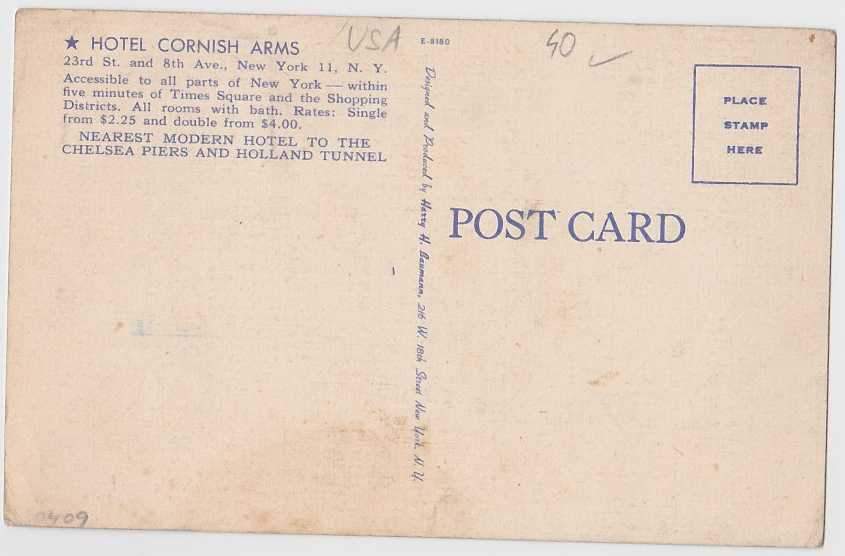 ★ HOTEL CORNISH ARMS
23rd St. and 8th Ave., New York 11, N. Y.
Accessible to all parts of New York — within
five minutes of Times Square and the Shopping
Districts. All rooms with bath. Rates: Single
from $2.25 and double from $4.00.
NEAREST MODERN HOTEL TO THE
CHELSEA PIERS AND HOLLAND TUNNEL
USA
E-8180
40
Designed and Produced by Harry H. Baumann, 216 W. 18th Street New York, N. Y.
PLACE
STAMP
HERE
POST CARD
0409